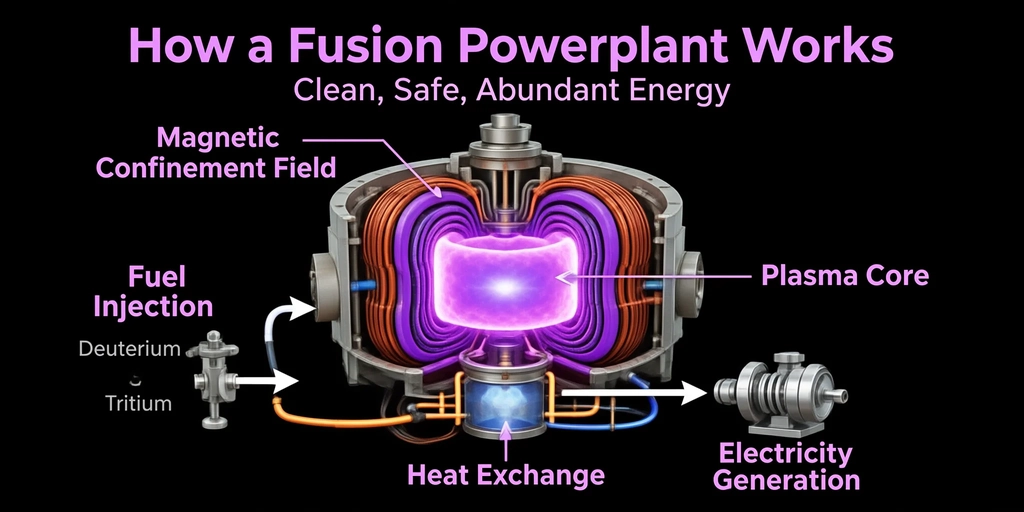 How a Fusion Powerplant Works
Clean, Safe, Abundant Energy
Magnetic
Confinement Field
Fuel
Injection
Deuterium
Tritium
Plasma Core
Heat Exchange
Electricity
Generation